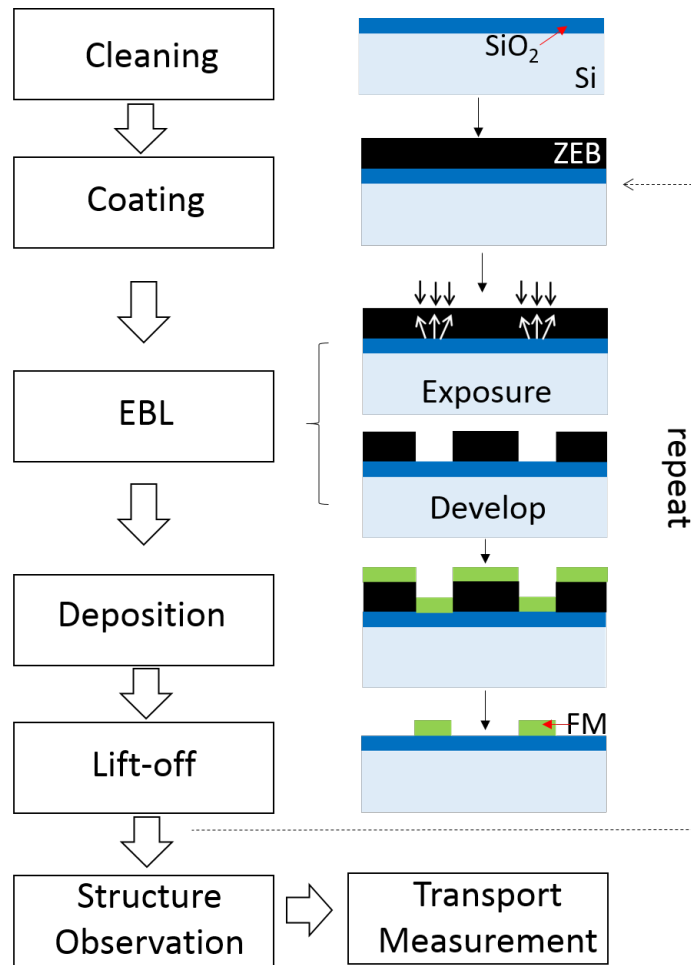 Cleaning
SiO2
Si
Coating
ZEB
EBL
Exposure
Develop
repeat
Deposition
Lift-off
FM
Structure
Observation
Transport
Measurement